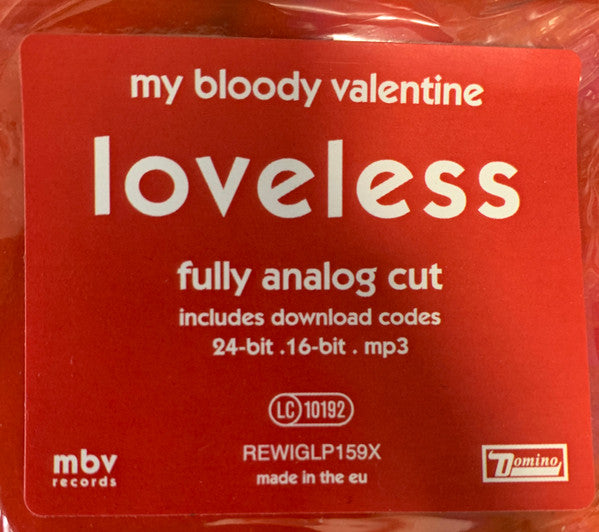 my bloody valentine
loveless
fully analog cut
includes download codes
24-bit .16-bit . mp3
LC 10192
REWIGLP159X
made in the eu
mbv
records
Domino